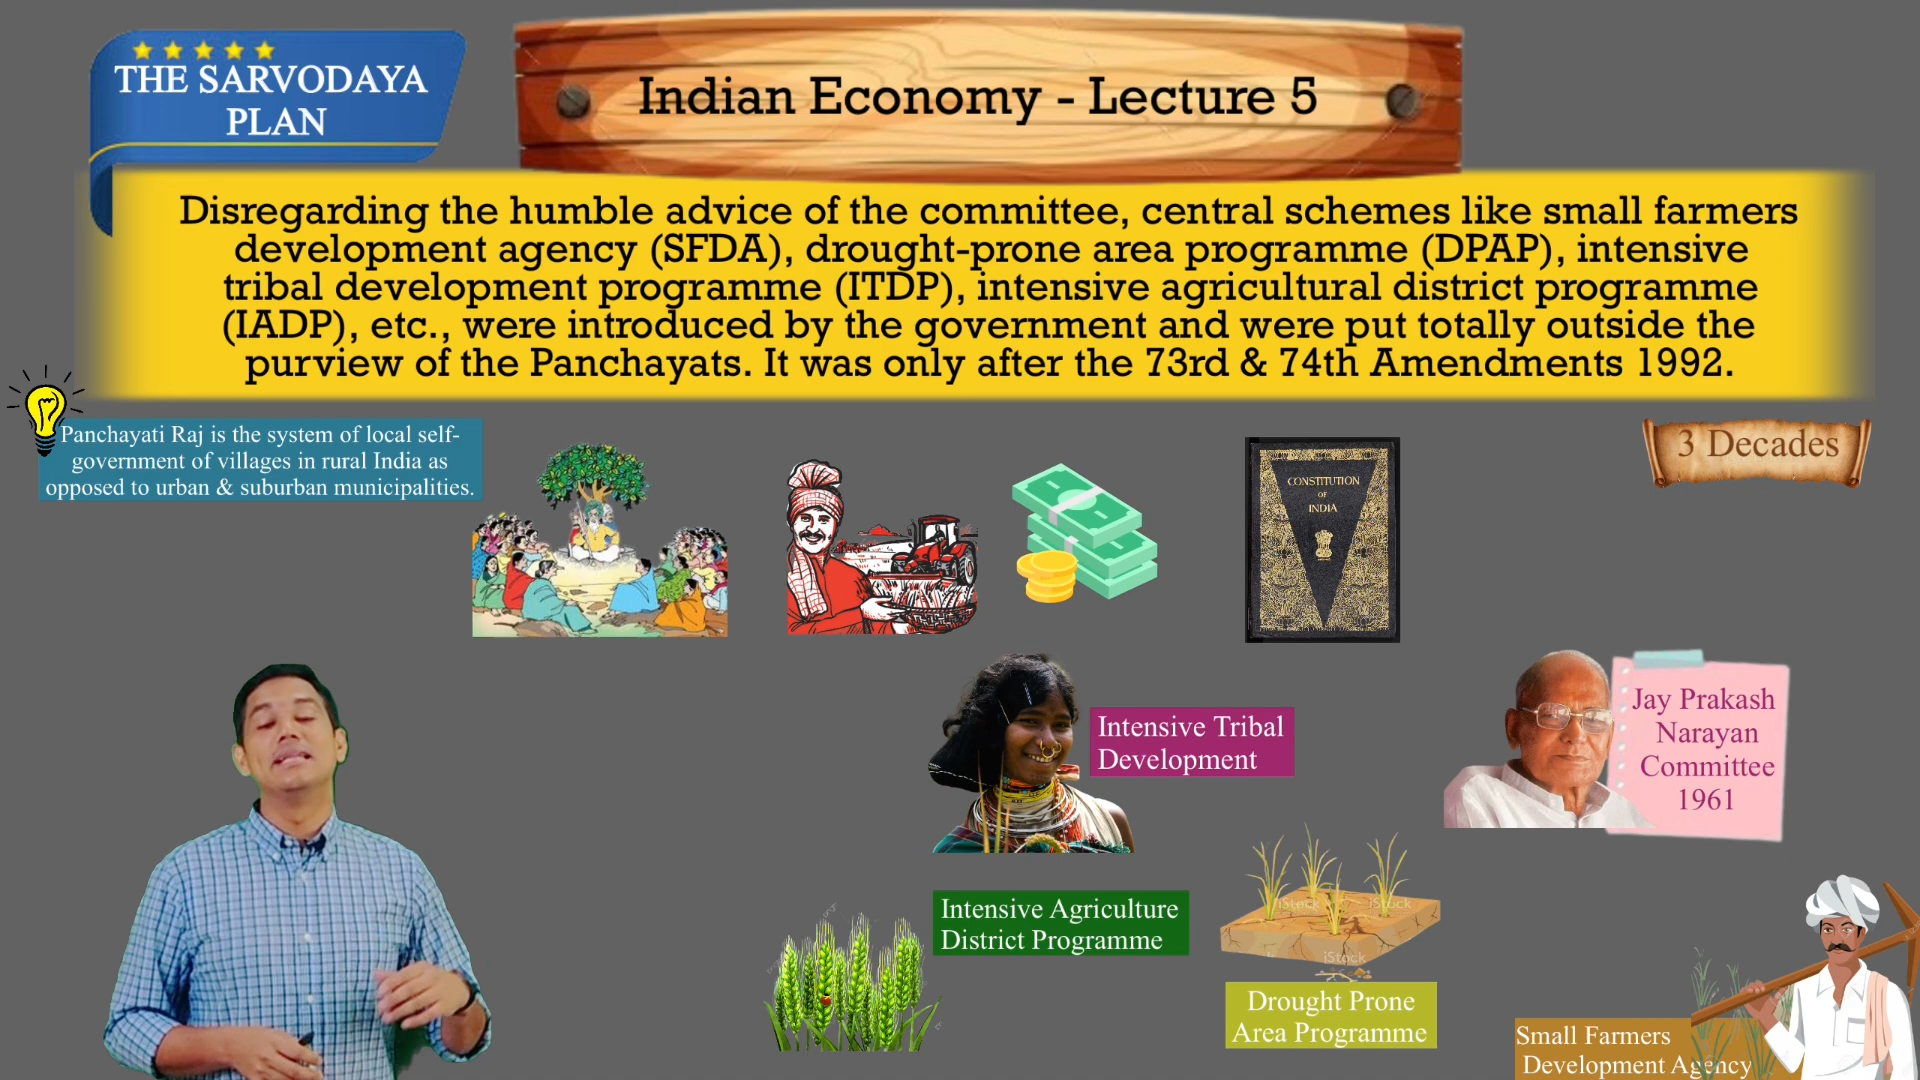 THE SARVODAYA
PLAN
Indian Economy - Lecture 5
Disregarding the humble advice of the committee, central schemes like small farmers
development agency (SFDA), drought-prone area programme (DPAP), intensive
tribal development programme (ITDP), intensive agricultural district programme
(IADP), etc., were introduced by the government and were put totally outside the
purview of the Panchayats. It was only after the 73rd & 74th Amendments 1992.
Panchayati Raj is the system of local self-
government of villages in rural India as
opposed to urban & suburban municipalities.
CONSTITUTION
OF
INDIA
3 Decades
Intensive Tribal
Development
Jay Prakash
Narayan
Committee
1961
Intensive Agriculture
District Programme
iStock
iStock
iStock
Drought Prone
Area Programme
Small Farmers
Development Agency